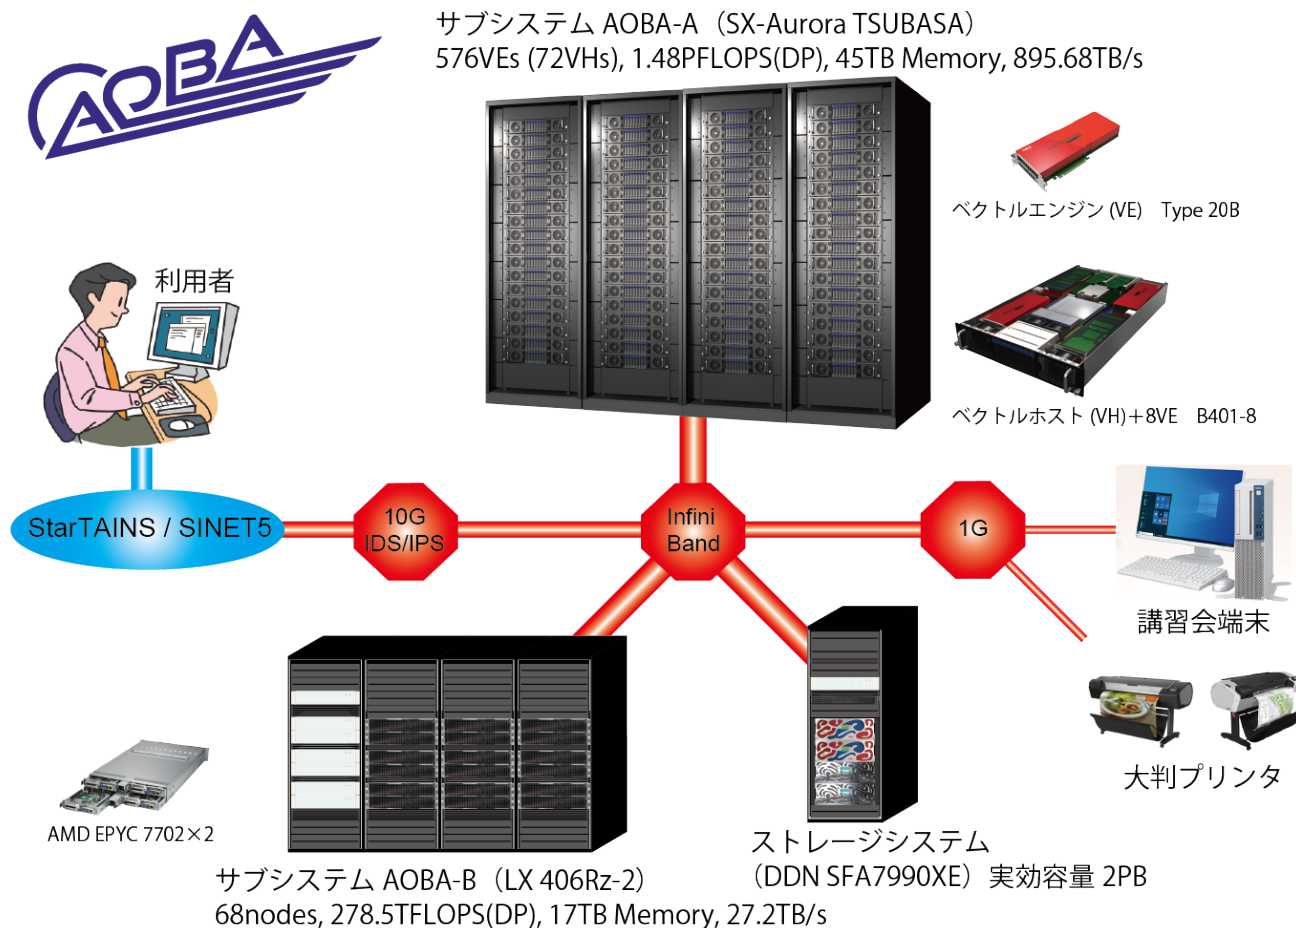 AOBA
サブシステム AOBA-A（SX-Aurora TSUBASA）
576VEs (72VHs), 1.48PFLOPS(DP), 45TB Memory, 895.68TB/s
ベクトルエンジン (VE)　Type 20B
利用者
ベクトルホスト (VH)＋8VE　B401-8
StarTAINS / SINET5
10G
IDS/IPS
Infini
Band
1G
講習会端末
大判プリンタ
AMD EPYC 7702×2
ストレージシステム
（DDN SFA7990XE）実効容量 2PB
サブシステム AOBA-B（LX 406Rz-2）
68nodes, 278.5TFLOPS(DP), 17TB Memory, 27.2TB/s